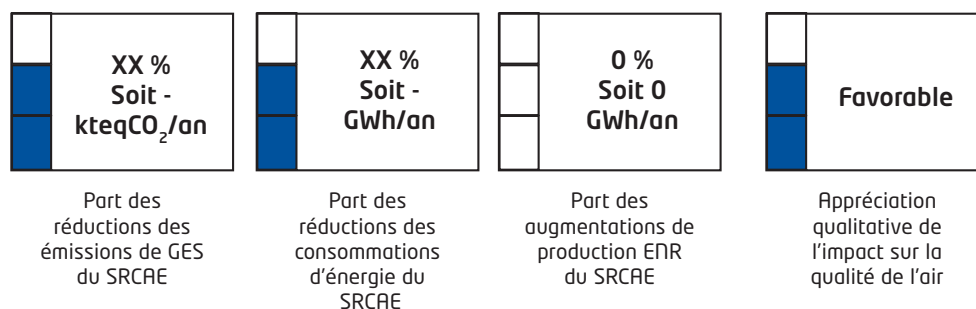 XX %
Soit -
kteqCO₂/an
Part des
réductions des
émissions de GES
du SRCAE
XX %
Soit -
GWh/an
Part des
réductions des
consommations
d'énergie du
SRCAE
0 %
Soit 0
GWh/an
Part des
augmentations de
production ENR
du SRCAE
Favorable
Appréciation
qualitative de
l'impact sur la
qualité de l'air